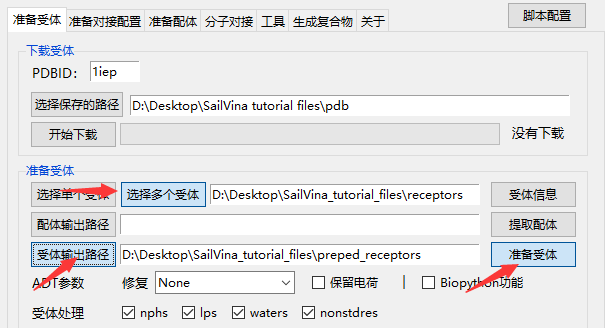 准备受体 准备对接配置 准备配体 分子对接 工具 生成复合物 关于 脚本配置
下载受体
PDBID： 1iep
选择保存的路径 D:\Desktop\SailVina tutorial files\pdb
开始下载 没有下载
准备受体
选择单个受体 选择多个受体 D:\Desktop\SailVina_tutorial_files\receptors 受体信息
配体输出路径 提取配体
受体输出路径 D:\Desktop\SailVina_tutorial_files\preped_receptors 准备受体
ADT参数 修复 None 保留电荷 | Biopython功能
受体处理 nphs lps waters nonstdres